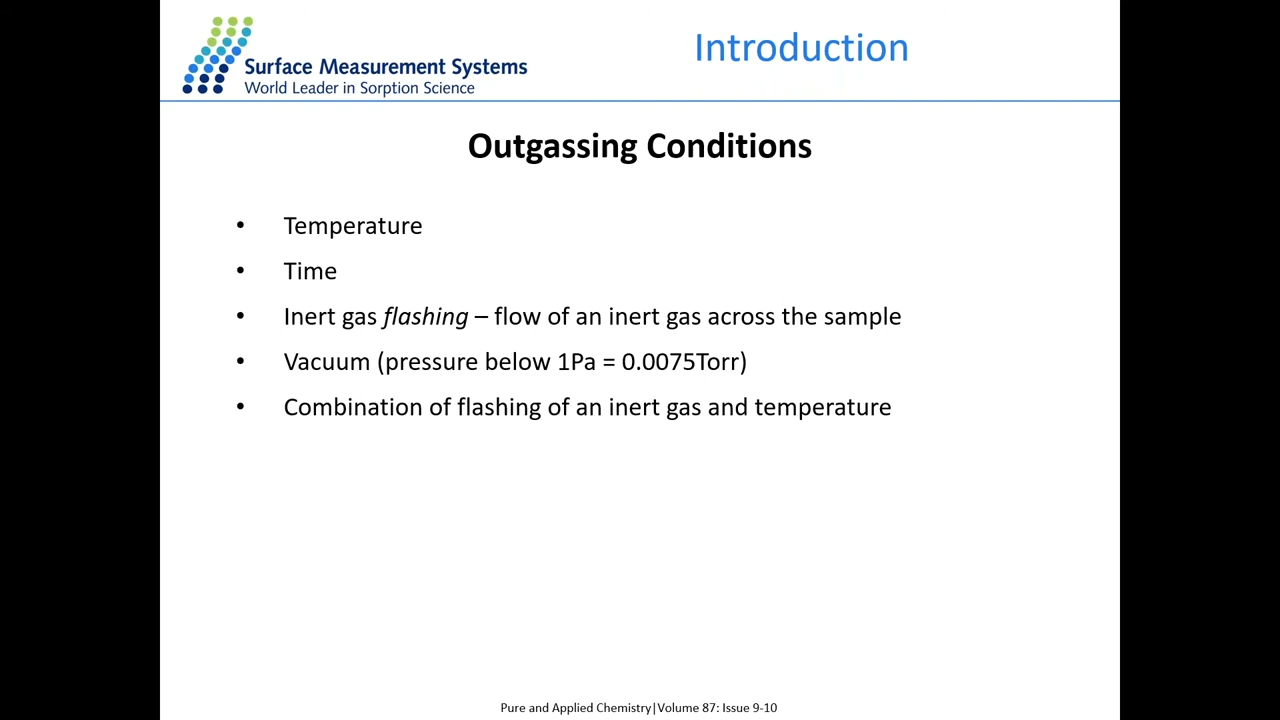 Surface Measurement Systems
World Leader in Sorption Science
Introduction
Outgassing Conditions
• Temperature
• Time
• Inert gas flashing – flow of an inert gas across the sample
• Vacuum (pressure below 1Pa = 0.0075Torr)
• Combination of flashing of an inert gas and temperature
Pure and Applied Chemistry|Volume 87: Issue 9-10